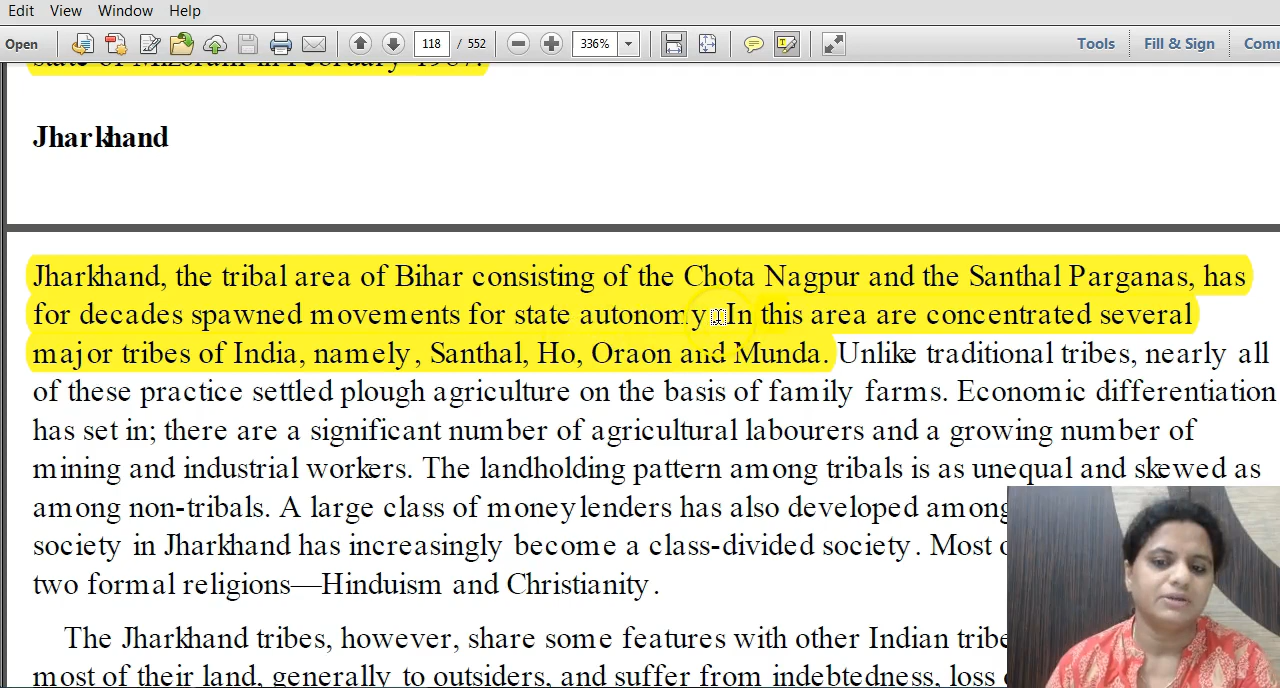 Edit View Window Help
Open 118 / 552 336% Tools Fill & Sign
state of Mizoram in February 1987.
Jharkhand
Jharkhand, the tribal area of Bihar consisting of the Chota Nagpur and the Santhal Parganas, has
for decades spawned movements for state autonomy. In this area are concentrated several
major tribes of India, namely, Santhal, Ho, Oraon and Munda. Unlike traditional tribes, nearly all
of these practice settled plough agriculture on the basis of family farms. Economic differentiation
has set in; there are a significant number of agricultural labourers and a growing number of
mining and industrial workers. The landholding pattern among tribals is as unequal and skewed as
among non-tribals. A large class of moneylenders has also developed among
society in Jharkhand has increasingly become a class-divided society. Most
two formal religions—Hinduism and Christianity.
The Jharkhand tribes, however, share some features with other Indian
most of their land, generally to outsiders, and suffer from indebtedness, loss